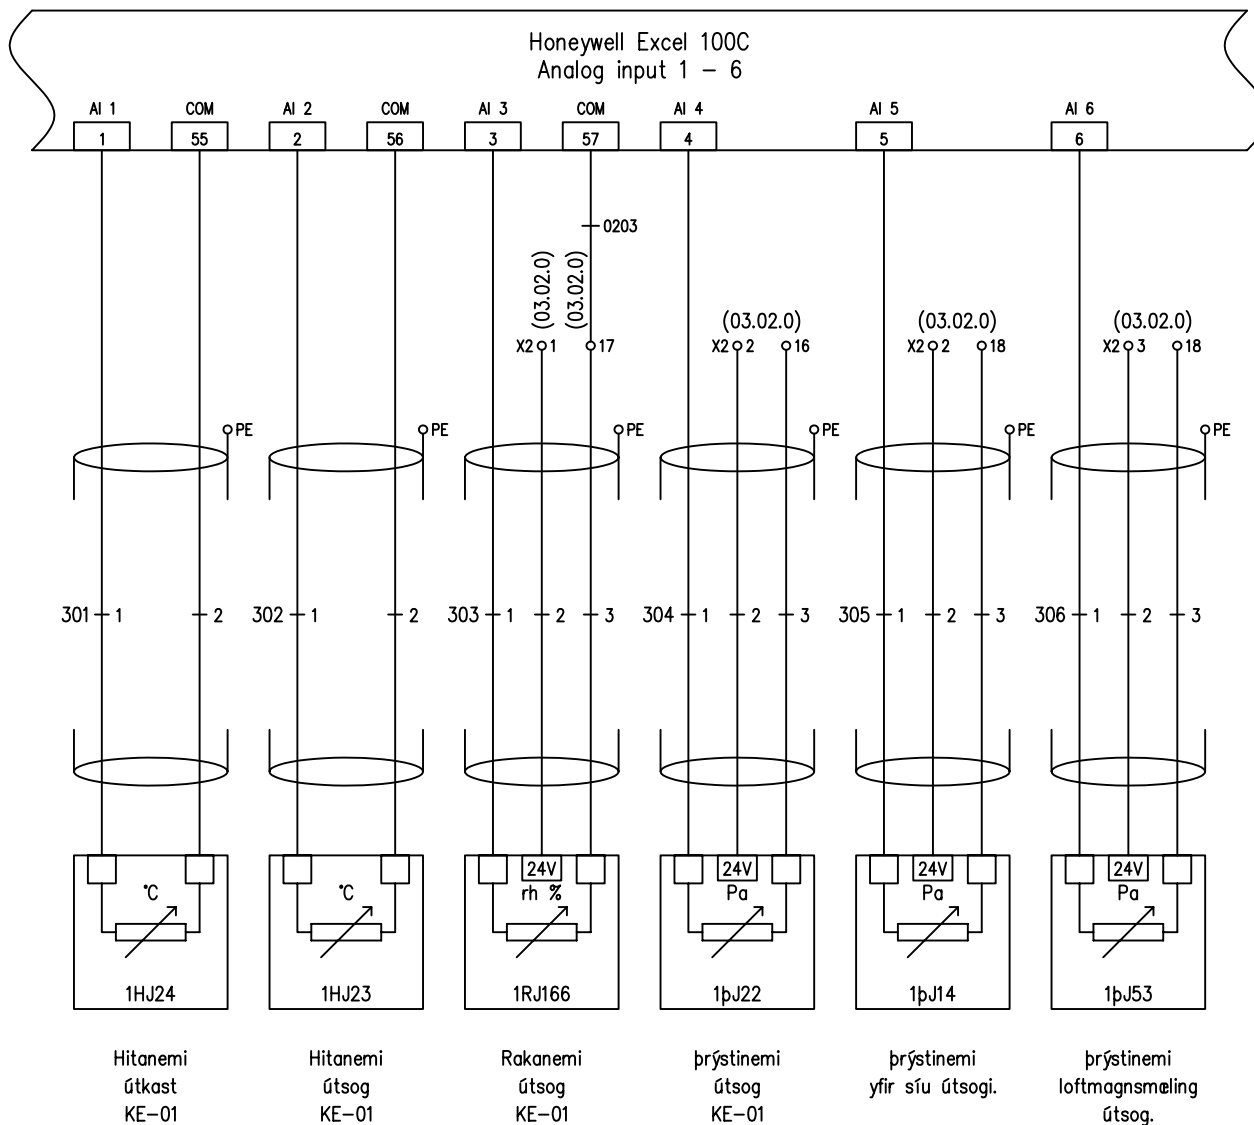 Honeywell Excel 100C
Analog input 1 – 6
AI 1 COM AI 2 COM AI 3 COM AI 4 AI 5 AI 6
1 55 2 56 3 57 4 5 6
0203
(03.02.0) (03.02.0)
(03.02.0) (03.02.0) (03.02.0)
X2 1 17 X2 2 16 X2 2 18 X2 3 18
PE PE PE PE PE PE
301 1 2 302 1 2 303 1 2 3 304 1 2 3 305 1 2 3 306 1 2 3
24V 24V 24V 24V
°C °C rh % Pa Pa Pa
1HJ24 1HJ23 1RJ166 1þJ22 1þJ14 1þJ53
Hitanemi Hitanemi Rakanemi þrýstinemi þrýstinemi þrýstinemi
útkast útsog útsog útsog yfir síu útsogi. loftmagnsmæling
KE–01 KE–01 KE–01 KE–01 útsog.